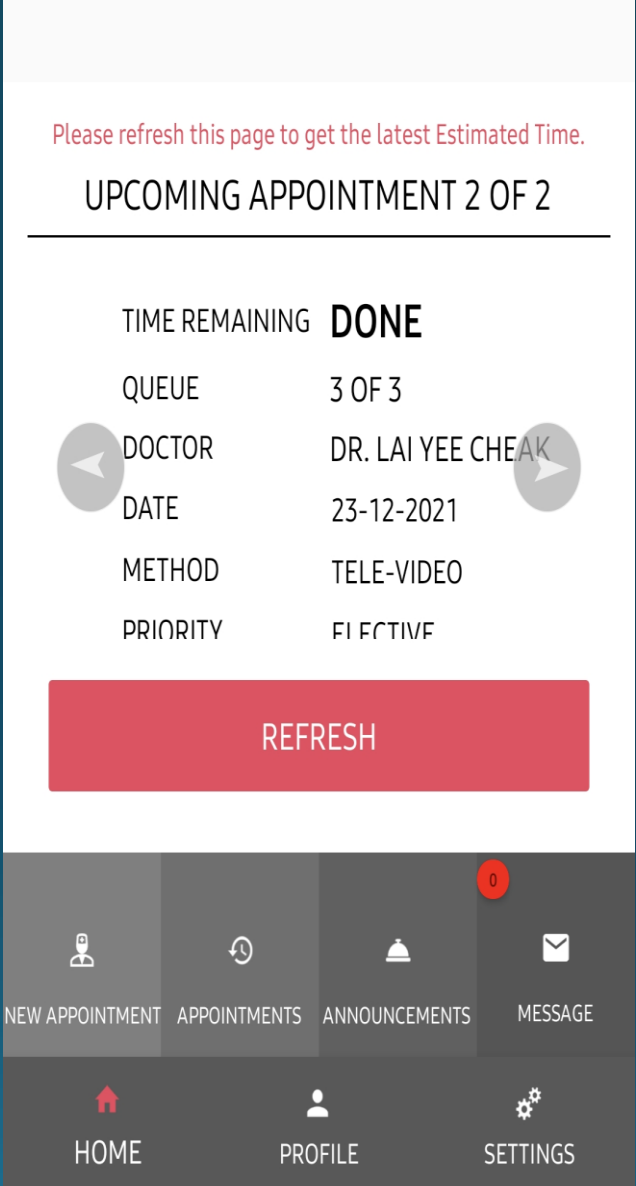 Please refresh this page to get the latest Estimated Time.
UPCOMING APPOINTMENT 2 OF 2
TIME REMAINING DONE
QUEUE 3 OF 3
DOCTOR DR. LAI YEE CHEAK
DATE 23-12-2021
METHOD TELE-VIDEO
PRIORITY ELECTIVE
REFRESH
0
NEW APPOINTMENT APPOINTMENTS ANNOUNCEMENTS MESSAGE
HOME PROFILE SETTINGS